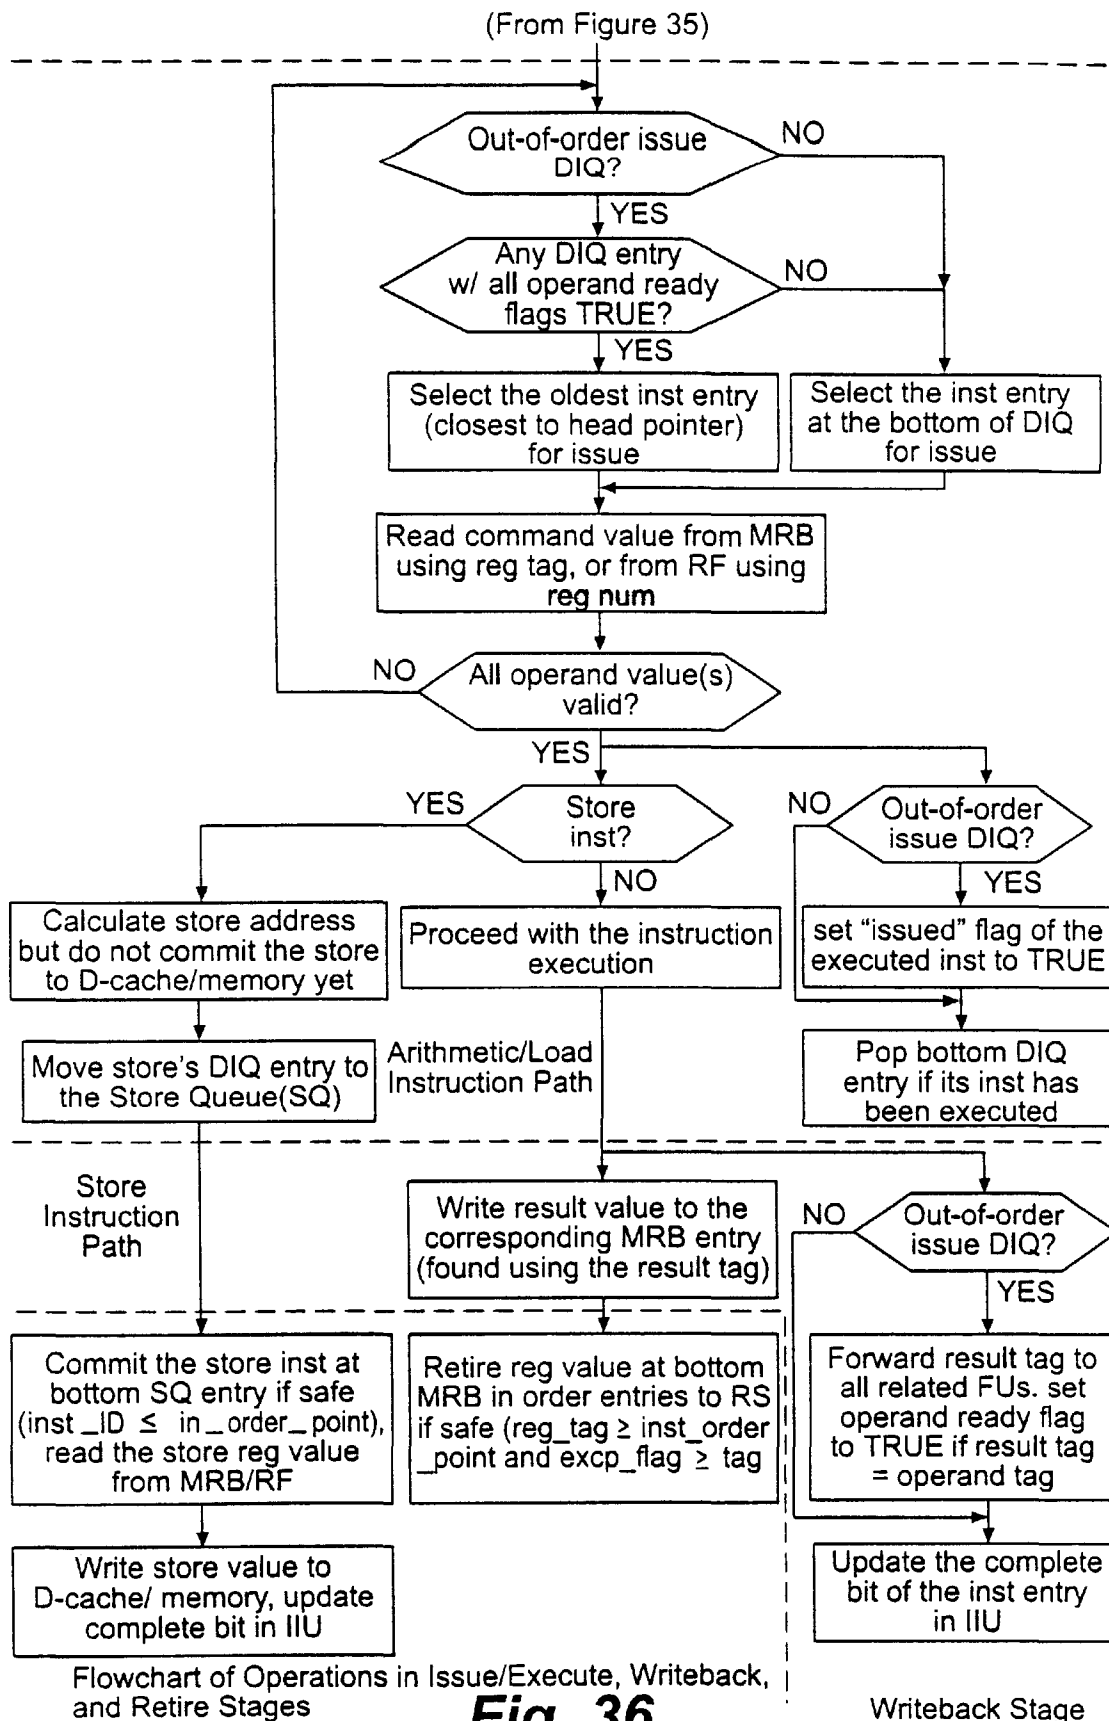 (From Figure 35)
Out-of-order issue
DIQ?
NO
YES
Any DIQ entry
w/ all operand ready
flags TRUE?
NO
YES
Select the oldest inst entry
(closest to head pointer)
for issue
Select the inst entry
at the bottom of DIQ
for issue
Read command value from MRB
using reg tag, or from RF using
reg num
NO
All operand value(s)
valid?
YES
YES
Store
inst?
NO
NO
Out-of-order
issue DIQ?
YES
Calculate store address
but do not commit the store
to D-cache/memory yet
Proceed with the instruction
execution
set "issued" flag of the
executed inst to TRUE
Move store's DIQ entry to
the Store Queue(SQ)
Arithmetic/Load
Instruction Path
Pop bottom DIQ
entry if its inst has
been executed
Store
Instruction
Path
Write result value to the
corresponding MRB entry
(found using the result tag)
NO
Out-of-order
issue DIQ?
YES
Commit the store inst at
bottom SQ entry if safe
(inst_ID ≤ in_order_point),
read the store reg value
from MRB/RF
Retire reg value at bottom
MRB in order entries to RS
if safe (reg_tag ≥ inst_order
_point and excp_flag ≥ tag
Forward result tag to
all related FUs. set
operand ready flag
to TRUE if result tag
= operand tag
Write store value to
D-cache/ memory, update
complete bit in IIU
Update the complete
bit of the inst entry
in IIU
Flowchart of Operations in Issue/Execute, Writeback,
and Retire Stages
Fig. 36
Writeback Stage